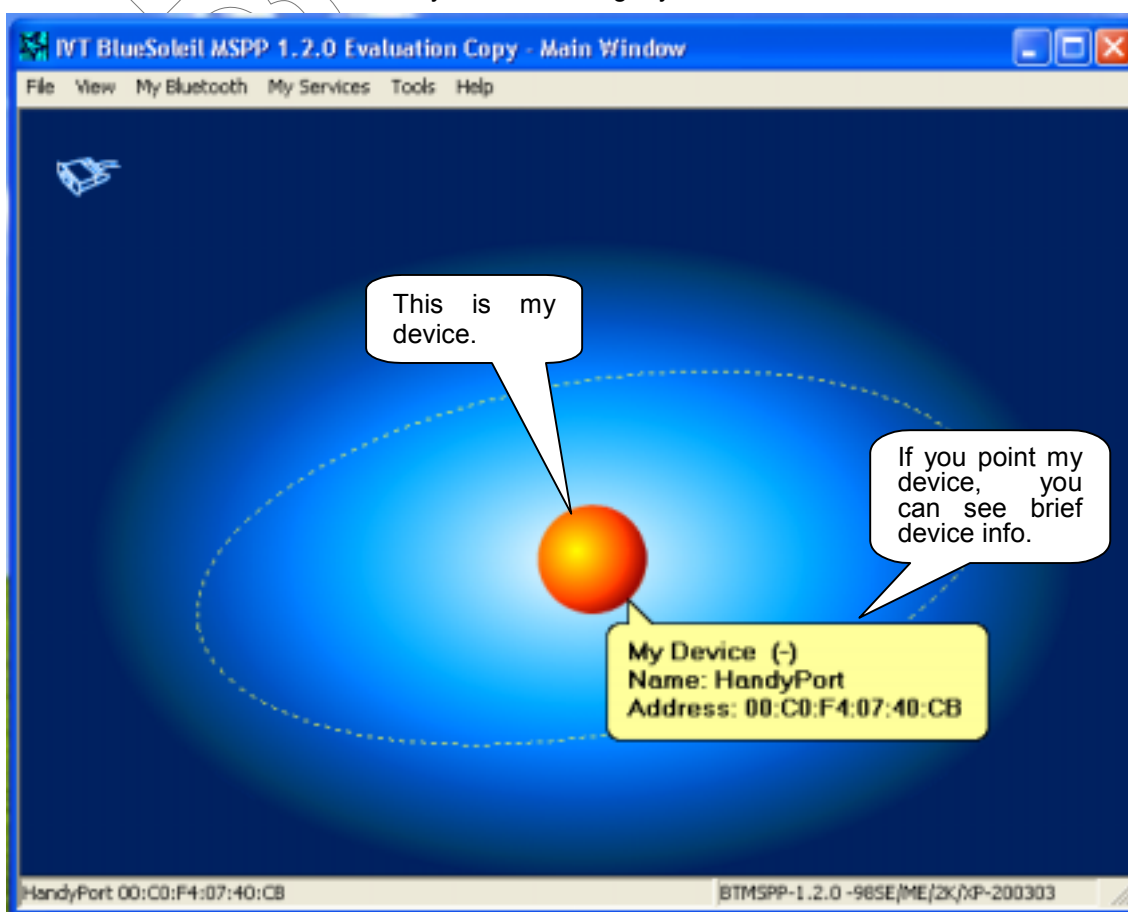 IVT BlueSoleil MSPP 1.2.0 Evaluation Copy - Main Window
File View My Bluetooth My Services Tools Help
This is my
device.
If you point my
device, you
can see brief
device info.
My Device (-)
Name: HandyPort
Address: 00:C0:F4:07:40:CB
HandyPort 00:C0:F4:07:40:CB
BTMSPP-1.2.0 -98SE/ME/2K/XP-200303